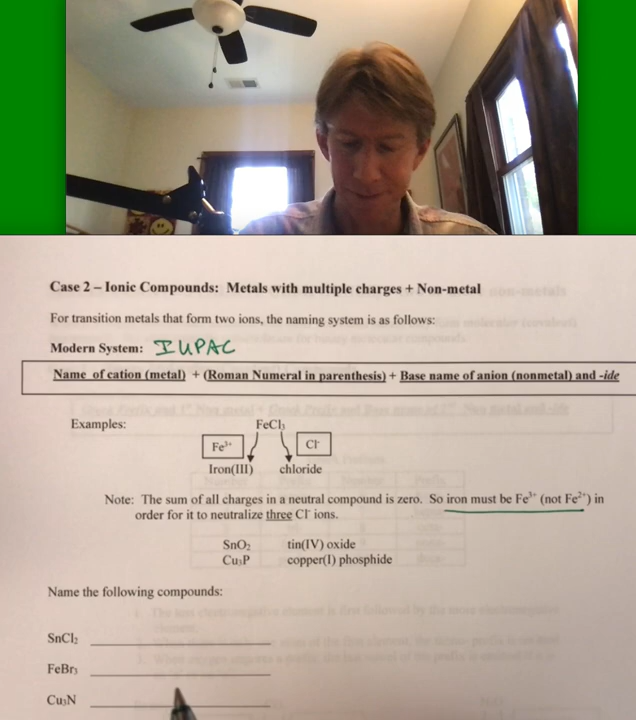 Case 2 – Ionic Compounds: Metals with multiple charges + Non-metal
For transition metals that form two ions, the naming system is as follows:
Modern System: IUPAC
Name of cation (metal) + (Roman Numeral in parenthesis) + Base name of anion (nonmetal) and -ide
Examples: FeCl₃
Fe³⁺ Cl⁻
Iron(III) chloride
Note: The sum of all charges in a neutral compound is zero. So iron must be Fe³⁺ (not Fe²⁺) in
order for it to neutralize three Cl⁻ ions.
SnO₂ tin(IV) oxide
Cu₃P copper(I) phosphide
Name the following compounds:
SnCl₂
FeBr₃
Cu₃N